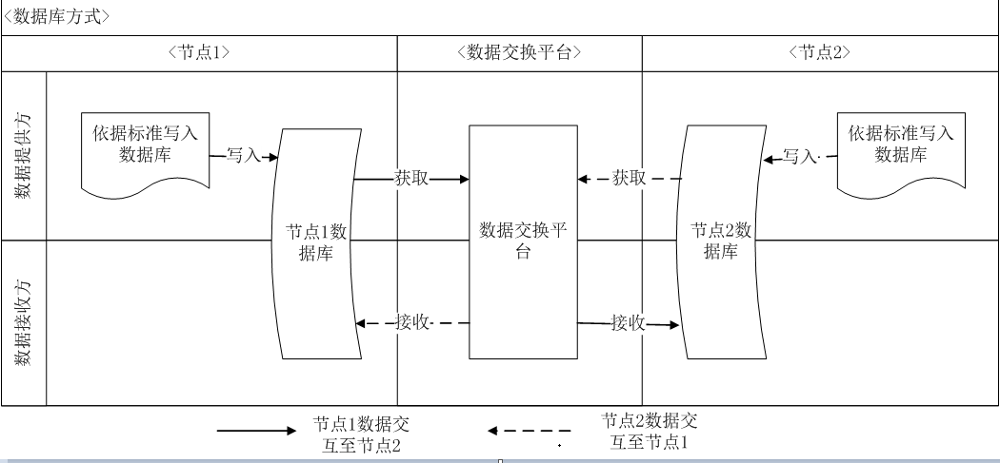 <数据库方式>
<节点1>
<数据交换平台>
<节点2>
数据提供方
依据标准写入
数据库
写入
获取
获取
写入
依据标准写入
数据库
节点1数
据库
数据交换平
台
节点2数
据库
数据接收方
接收
接收
节点1数据交
互至节点2
节点2数据交
互至节点1